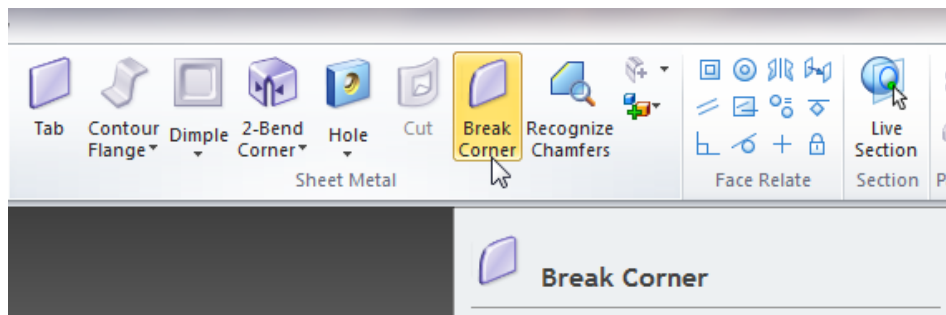 Tab
Contour
Flange
Dimple
2-Bend
Corner
Hole
Cut
Break
Corner
Recognize
Chamfers
Live
Section
Sheet Metal
Face Relate
Section
P
Break Corner